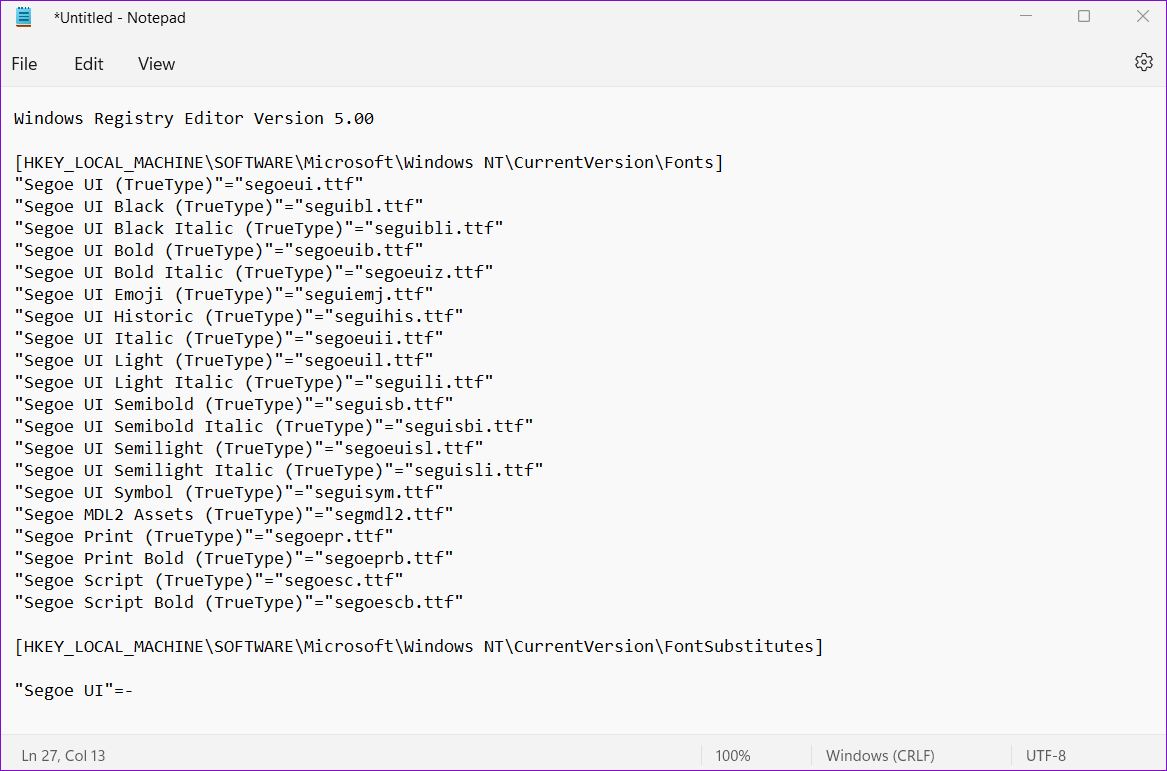 *Untitled - Notepad
File Edit View
Windows Registry Editor Version 5.00
[HKEY_LOCAL_MACHINE\SOFTWARE\Microsoft\Windows NT\CurrentVersion\Fonts]
"Segoe UI (TrueType)"="segoeui.ttf"
"Segoe UI Black (TrueType)"="seguibl.ttf"
"Segoe UI Black Italic (TrueType)"="seguibli.ttf"
"Segoe UI Bold (TrueType)"="segoeuib.ttf"
"Segoe UI Bold Italic (TrueType)"="segoeuiz.ttf"
"Segoe UI Emoji (TrueType)"="seguiemj.ttf"
"Segoe UI Historic (TrueType)"="seguihis.ttf"
"Segoe UI Italic (TrueType)"="segoeuii.ttf"
"Segoe UI Light (TrueType)"="segoeuil.ttf"
"Segoe UI Light Italic (TrueType)"="seguili.ttf"
"Segoe UI Semibold (TrueType)"="seguisb.ttf"
"Segoe UI Semibold Italic (TrueType)"="seguisbi.ttf"
"Segoe UI Semilight (TrueType)"="segoeuisl.ttf"
"Segoe UI Semilight Italic (TrueType)"="seguisli.ttf"
"Segoe UI Symbol (TrueType)"="seguisym.ttf"
"Segoe MDL2 Assets (TrueType)"="segmdl2.ttf"
"Segoe Print (TrueType)"="segoepr.ttf"
"Segoe Print Bold (TrueType)"="segoeprb.ttf"
"Segoe Script (TrueType)"="segoesc.ttf"
"Segoe Script Bold (TrueType)"="segoescb.ttf"
[HKEY_LOCAL_MACHINE\SOFTWARE\Microsoft\Windows NT\CurrentVersion\FontSubstitutes]
"Segoe UI"=-
Ln 27, Col 13 100% Windows (CRLF) UTF-8